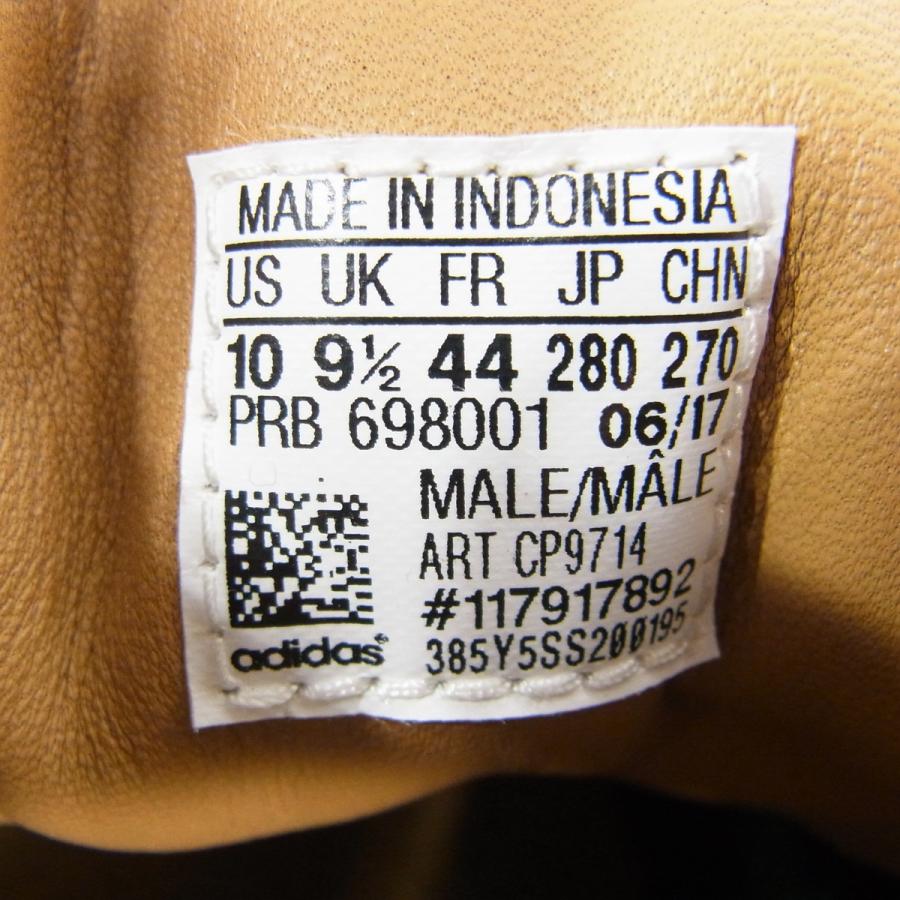 MADE IN INDONESIA
US UK FR JP CHN
10 9½ 44 280 270
PRB 698001 06/17
MALE/MÂLE
ART CP9714
#117917892
adidas 385Y5SS200195